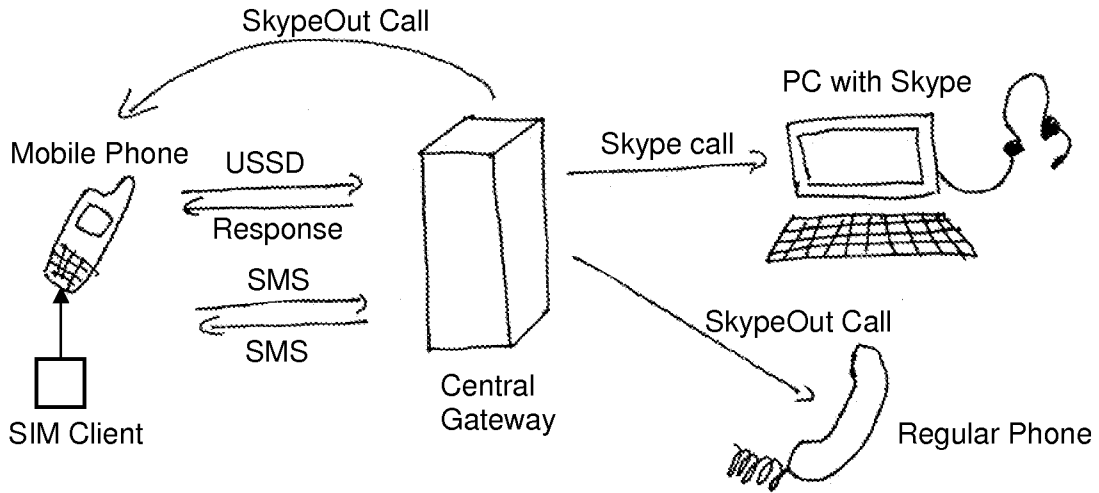 SkypeOut Call
PC with Skype
Mobile Phone
USSD
Skype call
Response
SMS
SMS
SkypeOut Call
Central
Gateway
SIM Client
Regular Phone